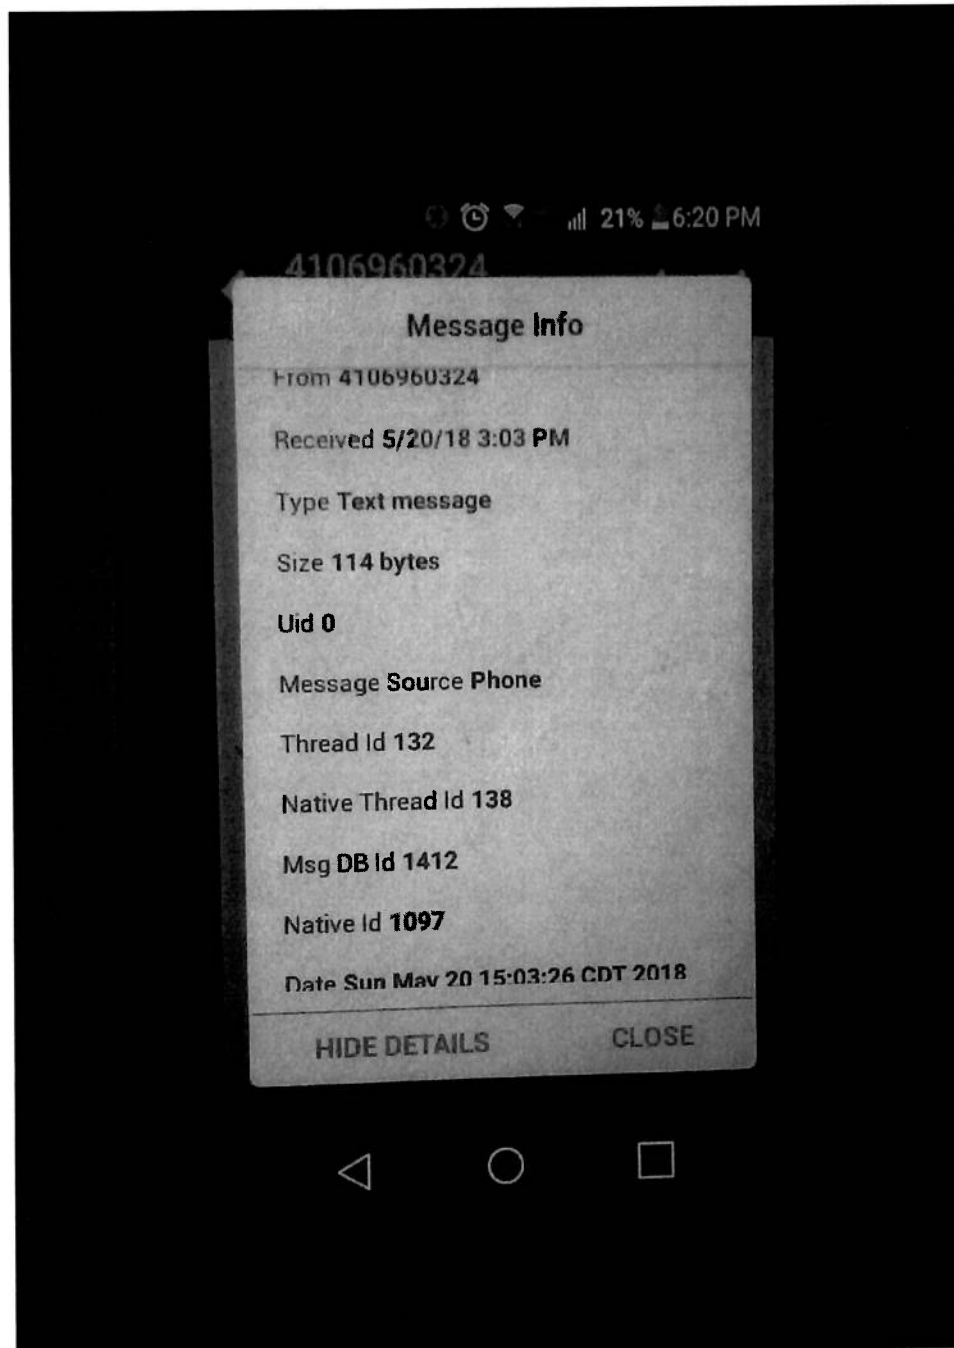 21% 6:20 PM
4106960324
Message Info
From 4106960324
Received 5/20/18 3:03 PM
Type Text message
Size 114 bytes
Uid 0
Message Source Phone
Thread Id 132
Native Thread Id 138
Msg DB Id 1412
Native Id 1097
Date Sun May 20 15:03:26 CDT 2018
HIDE DETAILS CLOSE